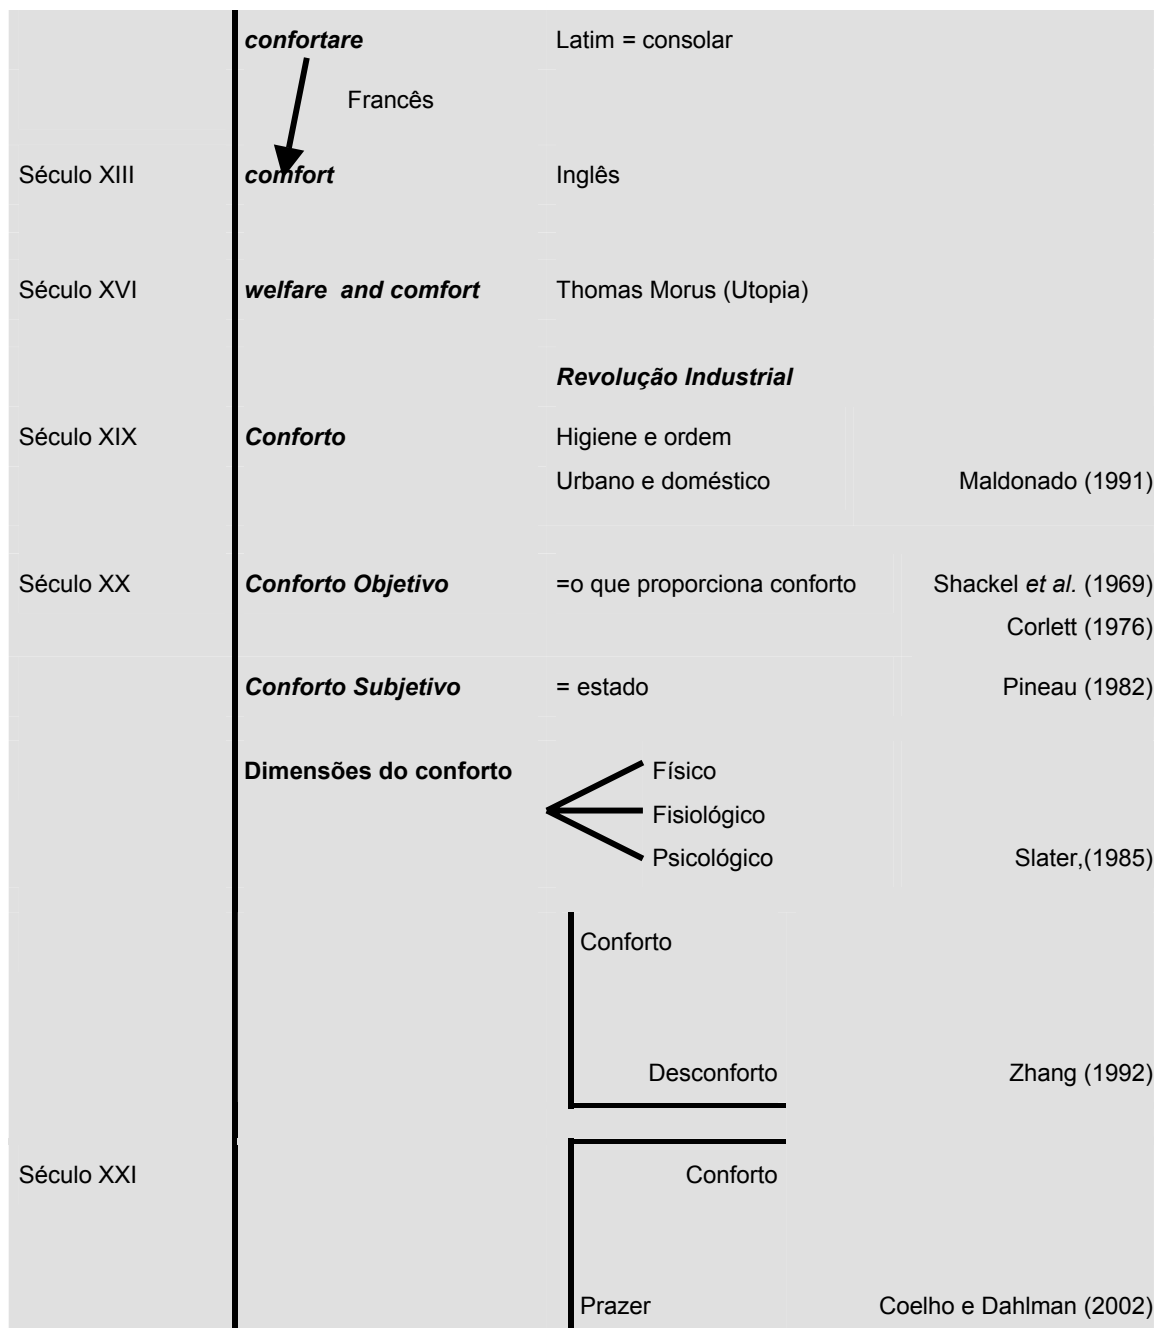 confortare Latim = consolar
Francês
Século XIII comfort Inglês
Século XVI welfare and comfort Thomas Morus (Utopia)
Revolução Industrial
Século XIX Conforto Higiene e ordem
Urbano e doméstico Maldonado (1991)
Século XX Conforto Objetivo =o que proporciona conforto Shackel et al. (1969)
Corlett (1976)
Conforto Subjetivo = estado Pineau (1982)
Dimensões do conforto Físico
Fisiológico
Psicológico Slater,(1985)
Conforto
Desconforto Zhang (1992)
Século XXI Conforto
Prazer Coelho e Dahlman (2002)